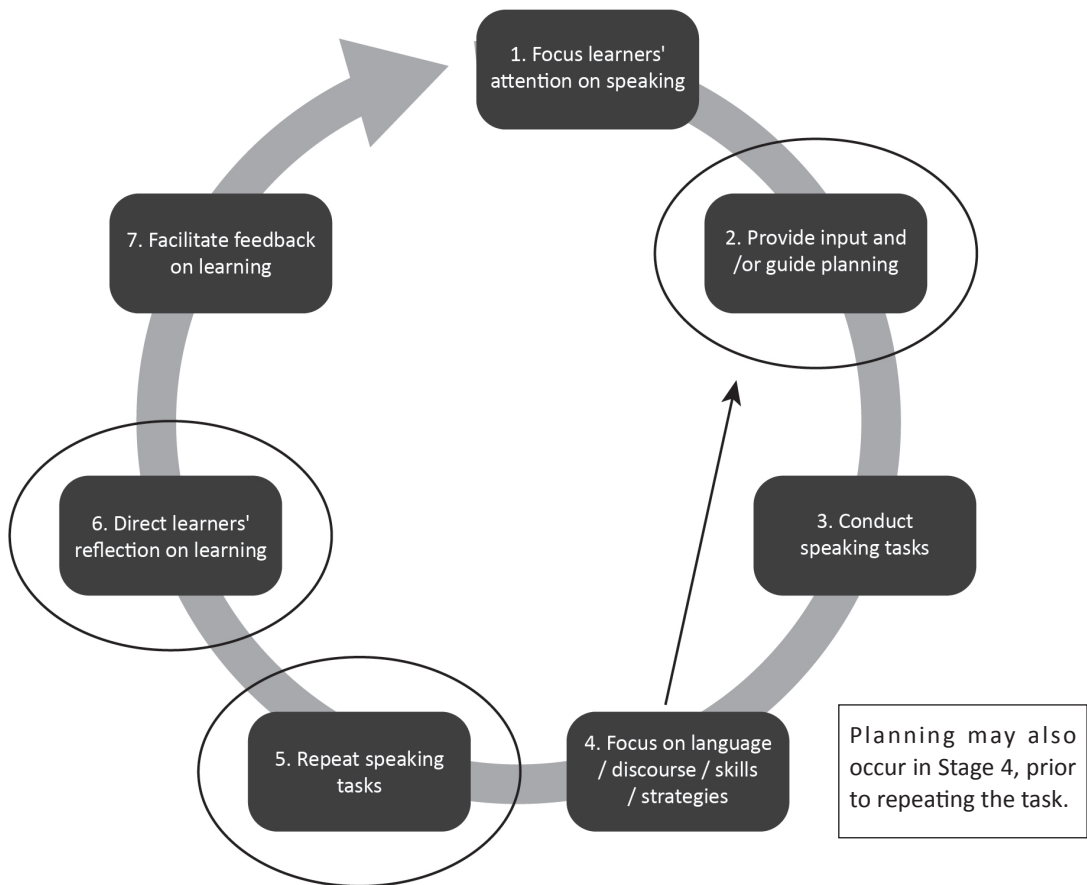 1. Focus learners'
attention on speaking
2. Provide input and
/or guide planning
3. Conduct
speaking tasks
4. Focus on language
/ discourse / skills
/ strategies
5. Repeat speaking
tasks
6. Direct learners'
reflection on learning
7. Facilitate feedback
on learning
Planning may also
occur in Stage 4, prior
to repeating the task.